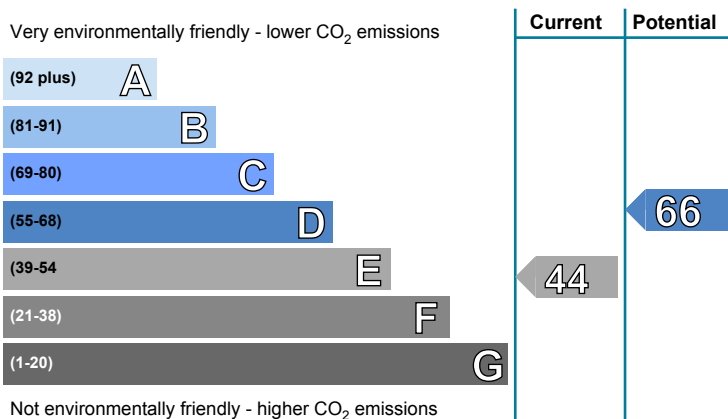 Current Potential
Very environmentally friendly - lower CO₂ emissions
(92 plus) A
(81-91) B
(69-80) C
(55-68) D
66
(39-54 E
44
(21-38) F
(1-20) G
Not environmentally friendly - higher CO₂ emissions